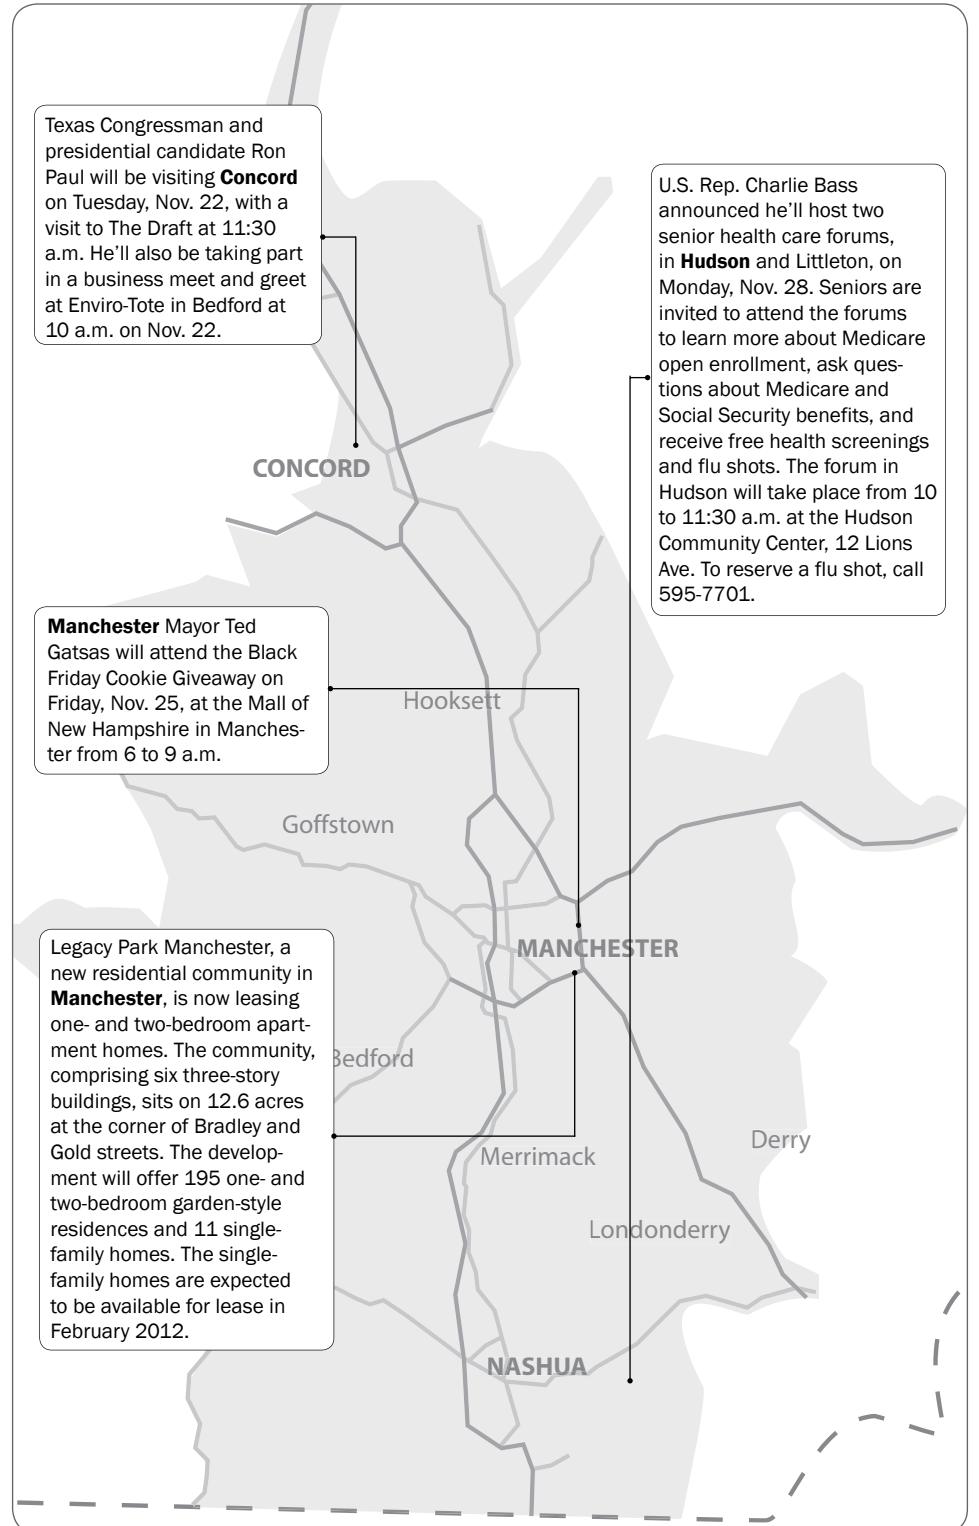 Texas Congressman and
presidential candidate Ron
Paul will be visiting Concord
on Tuesday, Nov. 22, with a
visit to The Draft at 11:30
a.m. He’ll also be taking part
in a business meet and greet
at Enviro-Tote in Bedford at
10 a.m. on Nov. 22.
U.S. Rep. Charlie Bass
announced he’ll host two
senior health care forums,
in Hudson and Littleton, on
Monday, Nov. 28. Seniors are
invited to attend the forums
to learn more about Medicare
open enrollment, ask ques-
tions about Medicare and
Social Security benefits, and
receive free health screenings
and flu shots. The forum in
Hudson will take place from 10
to 11:30 a.m. at the Hudson
Community Center, 12 Lions
Ave. To reserve a flu shot, call
595-7701.
CONCORD
Manchester Mayor Ted
Gatsas will attend the Black
Friday Cookie Giveaway on
Friday, Nov. 25, at the Mall of
New Hampshire in Manches-
ter from 6 to 9 a.m.
Hooksett
Goffstown
MANCHESTER
Legacy Park Manchester, a
new residential community in
Manchester, is now leasing
one- and two-bedroom apart-
ment homes. The community,
comprising six three-story
buildings, sits on 12.6 acres
at the corner of Bradley and
Gold streets. The develop-
ment will offer 195 one- and
two-bedroom garden-style
residences and 11 single-
family homes. The single-
family homes are expected
to be available for lease in
February 2012.
Bedford
Derry
Merrimack
Londonderry
NASHUA